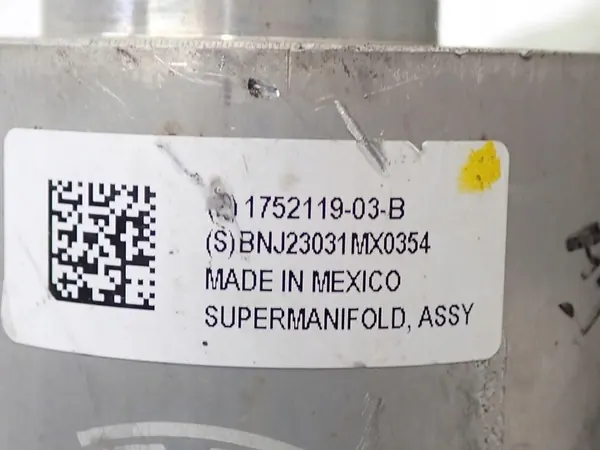 1752119-03-B
(S)BNJ23031MX0354
MADE IN MEXICO
SUPERMANIFOLD, ASSY